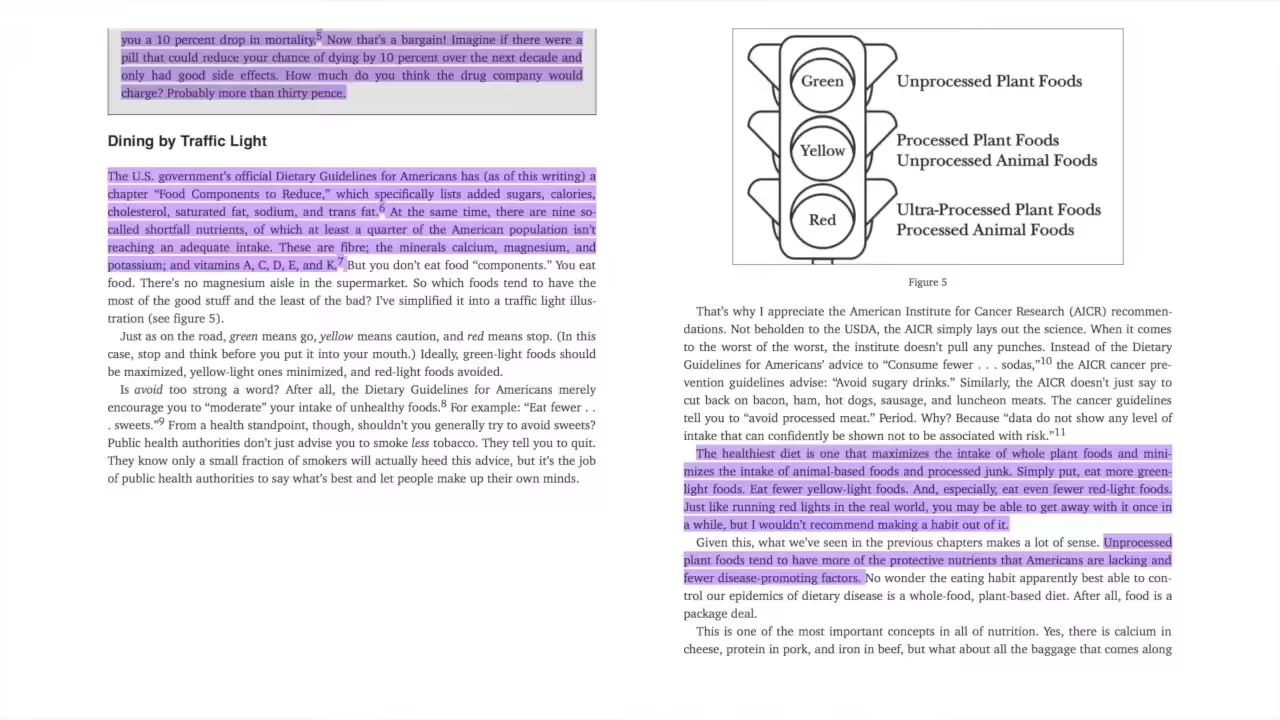 you a 10 percent drop in mortality.5 Now that's a bargain! Imagine if there were a
pill that could reduce your chance of dying by 10 percent over the next decade and
only had good side effects. How much do you think the drug company would
charge? Probably more than thirty pence.
Dining by Traffic Light
The U.S. government's official Dietary Guidelines for Americans has (as of this writing) a
chapter “Food Components to Reduce,” which specifically lists added sugars, calories,
cholesterol, saturated fat, sodium, and trans fat.6 At the same time, there are nine so-
called shortfall nutrients, of which at least a quarter of the American population isn't
reaching an adequate intake. These are fibre; the minerals calcium, magnesium, and
potassium; and vitamins A, C, D, E, and K.7 But you don't eat food “components.” You eat
food. There's no magnesium aisle in the supermarket. So which foods tend to have the
most of the good stuff and the least of the bad? I've simplified it into a traffic light illus-
tration (see figure 5).
Just as on the road, green means go, yellow means caution, and red means stop. (In this
case, stop and think before you put it into your mouth.) Ideally, green-light foods should
be maximized, yellow-light ones minimized, and red-light foods avoided.
Is avoid too strong a word? After all, the Dietary Guidelines for Americans merely
encourage you to “moderate” your intake of unhealthy foods.8 For example: “Eat fewer . .
. sweets.”9 From a health standpoint, though, shouldn't you generally try to avoid sweets?
Public health authorities don't just advise you to smoke less tobacco. They tell you to quit.
They know only a small fraction of smokers will actually heed this advice, but it's the job
of public health authorities to say what's best and let people make up their own minds.
Green
Unprocessed Plant Foods
Yellow
Processed Plant Foods
Unprocessed Animal Foods
Red
Ultra-Processed Plant Foods
Processed Animal Foods
Figure 5
That's why I appreciate the American Institute for Cancer Research (AICR) recommen-
dations. Not beholden to the USDA, the AICR simply lays out the science. When it comes
to the worst of the worst, the institute doesn't pull any punches. Instead of the Dietary
Guidelines for Americans' advice to “Consume fewer . . . sodas,”10 the AICR cancer pre-
vention guidelines advise: “Avoid sugary drinks.” Similarly, the AICR doesn't just say to
cut back on bacon, ham, hot dogs, sausage, and luncheon meats. The cancer guidelines
tell you to “avoid processed meat.” Period. Why? Because “data do not show any level of
intake that can confidently be shown not to be associated with risk.”11
The healthiest diet is one that maximizes the intake of whole plant foods and mini-
mizes the intake of animal-based foods and processed junk. Simply put, eat more green-
light foods. Eat fewer yellow-light foods. And, especially, eat even fewer red-light foods.
Just like running red lights in the real world, you may be able to get away with it once in
a while, but I wouldn't recommend making a habit out of it.
Given this, what we've seen in the previous chapters makes a lot of sense. Unprocessed
plant foods tend to have more of the protective nutrients that Americans are lacking and
fewer disease-promoting factors. No wonder the eating habit apparently best able to con-
trol our epidemics of dietary disease is a whole-food, plant-based diet. After all, food is a
package deal.
This is one of the most important concepts in all of nutrition. Yes, there is calcium in
cheese, protein in pork, and iron in beef, but what about all the baggage that comes along